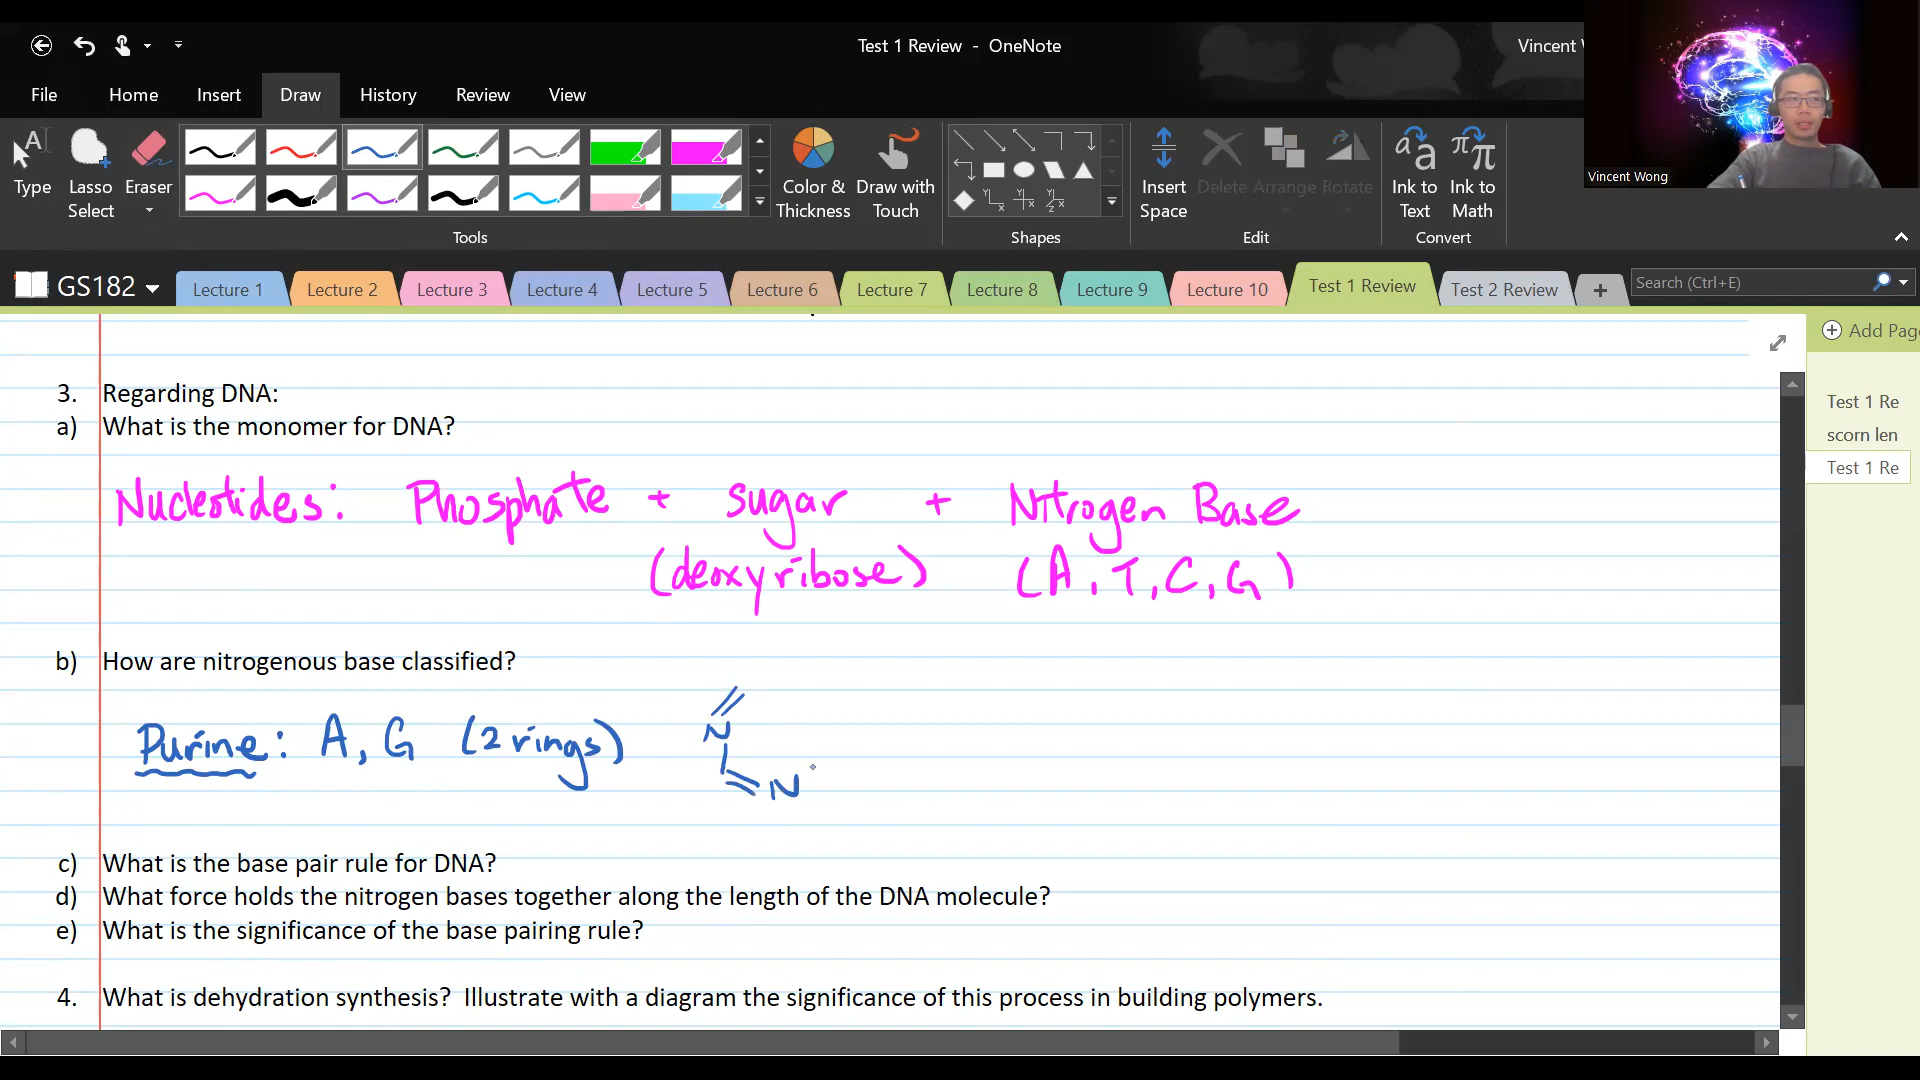 Test 1 Review - OneNote
Vincent W
File Home Insert Draw History Review View
Type Lasso Select Eraser Color & Thickness Draw with Touch Insert Space Delete Arrange Rotate Ink to Text Ink to Math
Tools Shapes Edit Convert
Vincent Wong
GS182 Lecture 1 Lecture 2 Lecture 3 Lecture 4 Lecture 5 Lecture 6 Lecture 7 Lecture 8 Lecture 9 Lecture 10 Test 1 Review Test 2 Review + Search (Ctrl+E)
Add Pag
Test 1 Re
scorn len
Test 1 Re
3. Regarding DNA:
a) What is the monomer for DNA?
Nucleotides: Phosphate + sugar + Nitrogen Base
(deoxyribose) (A, T, C, G)
b) How are nitrogenous base classified?
Purine: A, G (2 rings)
N
N
c) What is the base pair rule for DNA?
d) What force holds the nitrogen bases together along the length of the DNA molecule?
e) What is the significance of the base pairing rule?
4. What is dehydration synthesis? Illustrate with a diagram the significance of this process in building polymers.